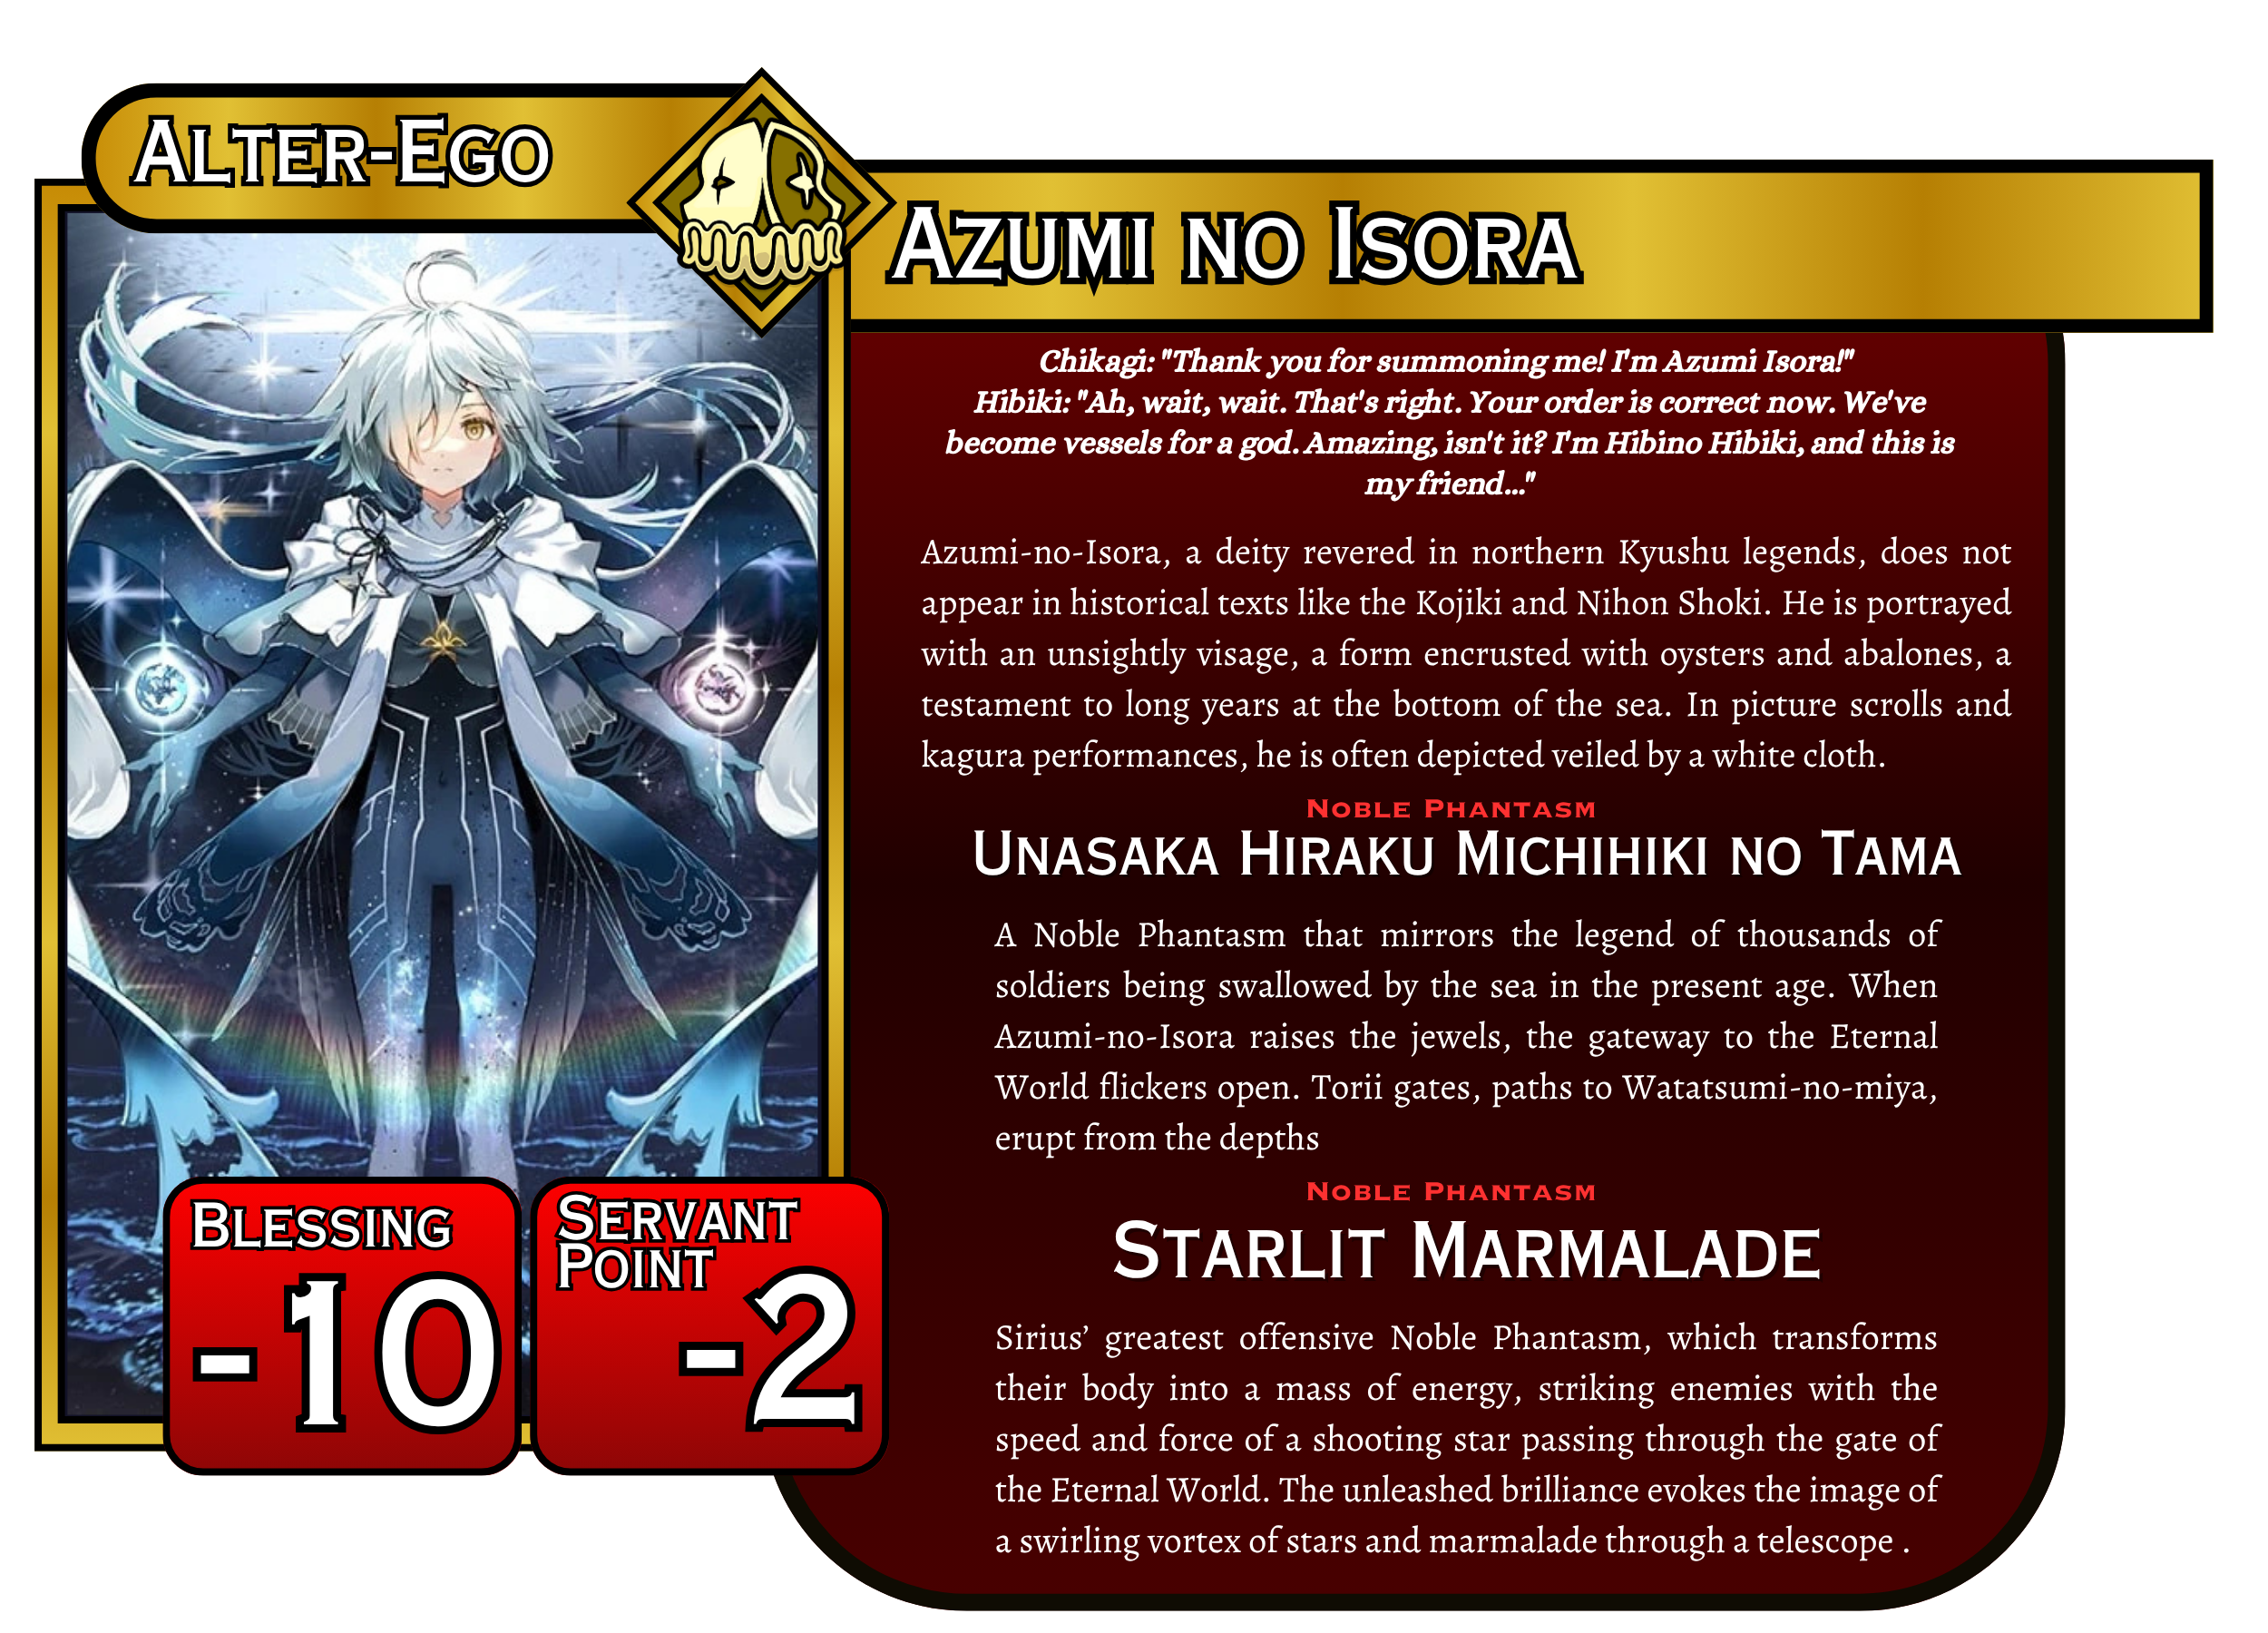 Alter-Ego
Azumi no Isora
Chikagi: "Thank you for summoning me! I'm Azumi Isora!"
Hibiki: "Ah, wait, wait. That's right. Your order is correct now. We've
become vessels for a god. Amazing, isn't it? I'm Hibino Hibiki, and this is
my friend..."
Azumi-no-Isora, a deity revered in northern Kyushu legends, does not
appear in historical texts like the Kojiki and Nihon Shoki. He is portrayed
with an unsightly visage, a form encrusted with oysters and abalones, a
testament to long years at the bottom of the sea. In picture scrolls and
kagura performances, he is often depicted veiled by a white cloth.
Noble Phantasm
Unasaka Hiraku Michihiki no Tama
A Noble Phantasm that mirrors the legend of thousands of
soldiers being swallowed by the sea in the present age. When
Azumi-no-Isora raises the jewels, the gateway to the Eternal
World flickers open. Torii gates, paths to Watatsumi-no-miya,
erupt from the depths
Noble Phantasm
Starlit Marmalade
Sirius’ greatest offensive Noble Phantasm, which transforms
their body into a mass of energy, striking enemies with the
speed and force of a shooting star passing through the gate of
the Eternal World. The unleashed brilliance evokes the image of
a swirling vortex of stars and marmalade through a telescope .
Blessing
-10
Servant
Point
-2